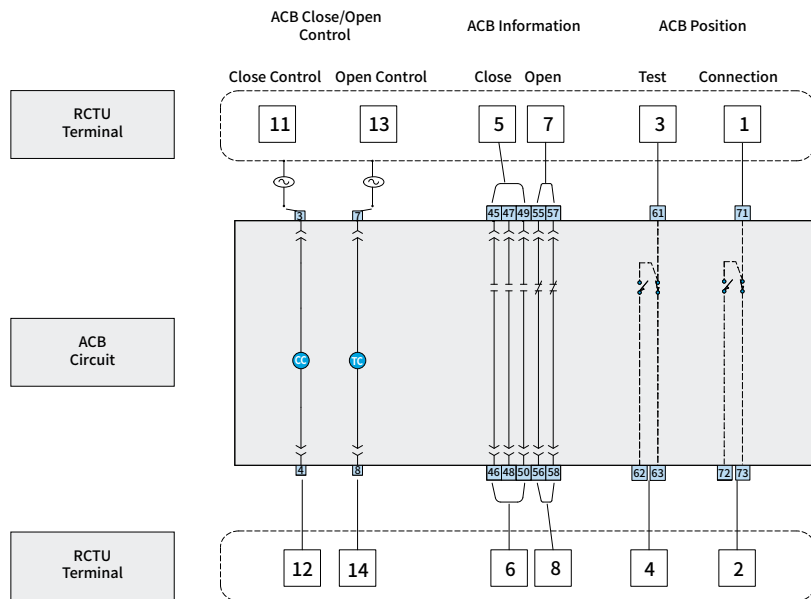 ACB Close/Open
Control
ACB Information
ACB Position
Close Control
Open Control
Close
Open
Test
Connection
RCTU
Terminal
11
13
5
7
3
1
3
7
45
47
49
55
57
61
71
ACB
Circuit
CC
TC
4
8
46
48
50
56
58
62
63
72
73
RCTU
Terminal
12
14
6
8
4
2